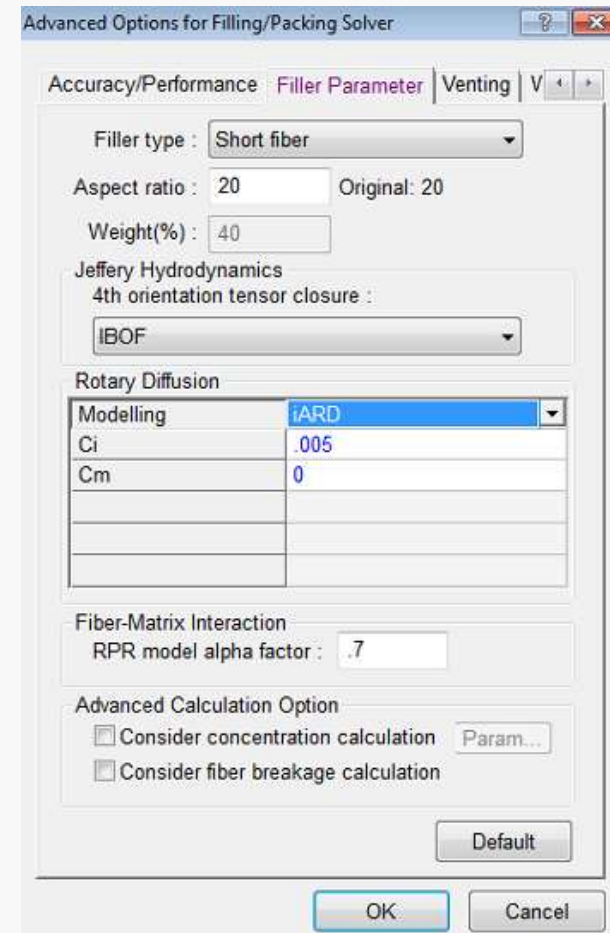 Advanced Options for Filling/Packing Solver
Accuracy/Performance Filler Parameter Venting V
Filler type : Short fiber
Aspect ratio : 20 Original: 20
Weight(%) : 40
Jeffery Hydrodynamics
4th orientation tensor closure :
IBOF
Rotary Diffusion
Modelling iARD
Ci .005
Cm 0
Fiber-Matrix Interaction
RPR model alpha factor : .7
Advanced Calculation Option
Consider concentration calculation Param...
Consider fiber breakage calculation
Default
OK Cancel